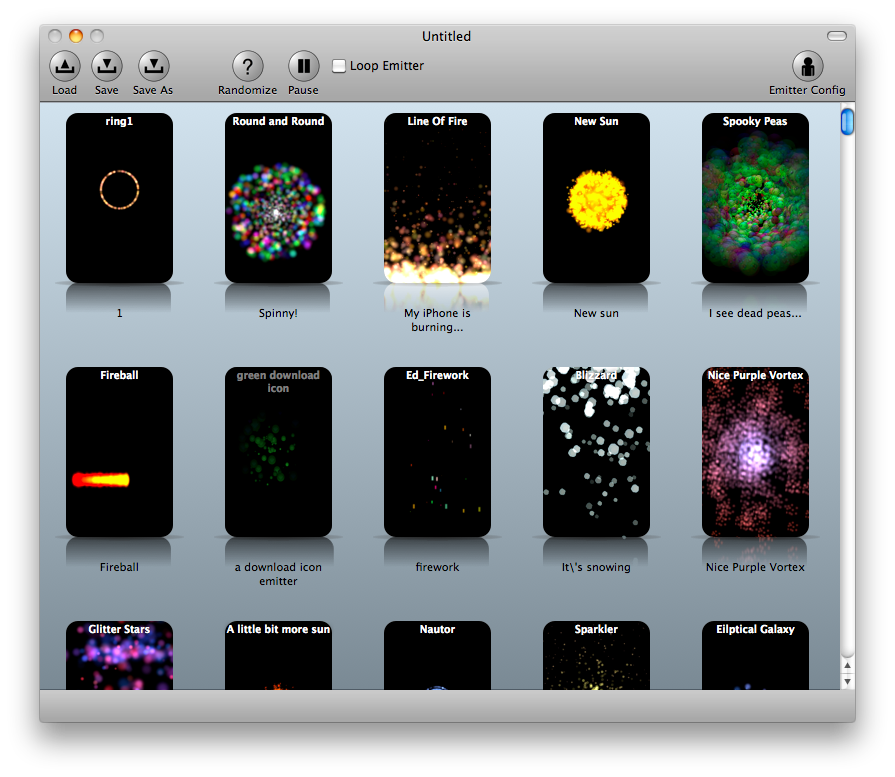 Untitled
Load
Save
Save As
?
Randomize
Pause
Loop Emitter
Emitter Config
ring1
Round and Round
Line Of Fire
New Sun
Spooky Peas
1
Spinny!
My iPhone is
burning...
New sun
I see dead peas...
Fireball
green download
icon
Ed_Firework
Blizzard
Nice Purple Vortex
Fireball
a download icon
emitter
firework
It\'s snowing
Nice Purple Vortex
Glitter Stars
A little bit more sun
Nautor
Sparkler
Eilptical Galaxy